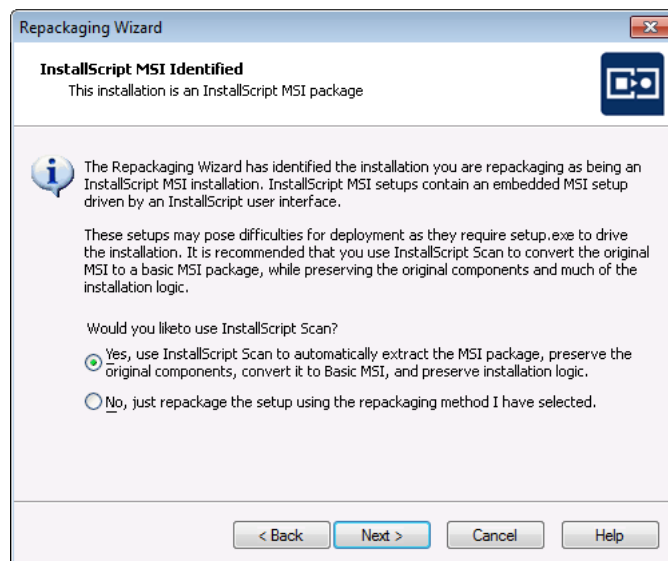 Repackaging Wizard
InstallScript MSI Identified
This installation is an InstallScript MSI package
The Repackaging Wizard has identified the installation you are repackaging as being an
InstallScript MSI installation. InstallScript MSI setups contain an embedded MSI setup
driven by an InstallScript user interface.
These setups may pose difficulties for deployment as they require setup.exe to drive
the installation. It is recommended that you use InstallScript Scan to convert the original
MSI to a basic MSI package, while preserving the original components and much of the
installation logic.
Would you liketo use InstallScript Scan?
Yes, use InstallScript Scan to automatically extract the MSI package, preserve the
original components, convert it to Basic MSI, and preserve installation logic.
No, just repackage the setup using the repackaging method I have selected.
< Back Next > Cancel Help